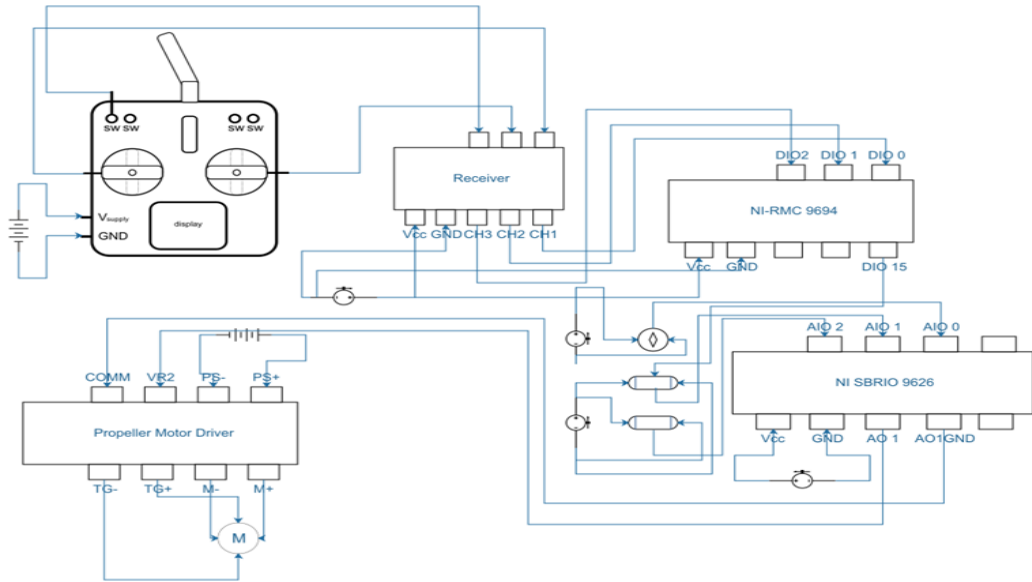 SW SW SW SW
Vsupply
display
GND
Receiver
Vcc GND CH3 CH2 CH1
DIO2 DIO 1 DIO 0
NI-RMC 9694
Vcc GND DIO 15
AIO 2 AIO 1 AIO 0
NI SBRIO 9626
Vcc GND AO 1 AO1GND
COMM VR2 PS- PS+
Propeller Motor Driver
TG- TG+ M- M+
M